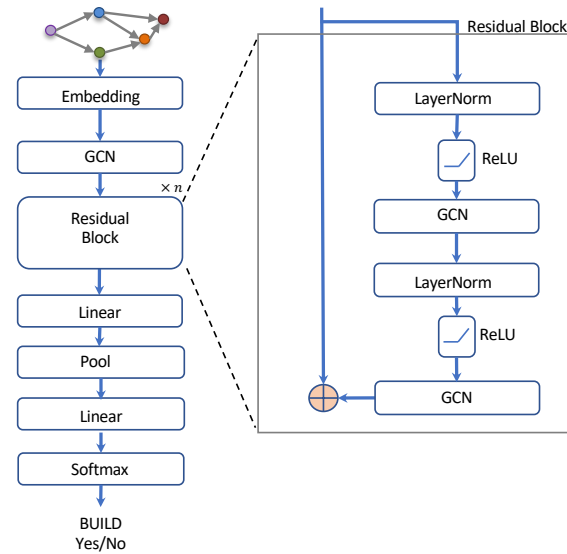 Embedding
GCN
× n
Residual
Block
Linear
Pool
Linear
Softmax
BUILD
Yes/No
Residual Block
LayerNorm
ReLU
GCN
LayerNorm
ReLU
GCN